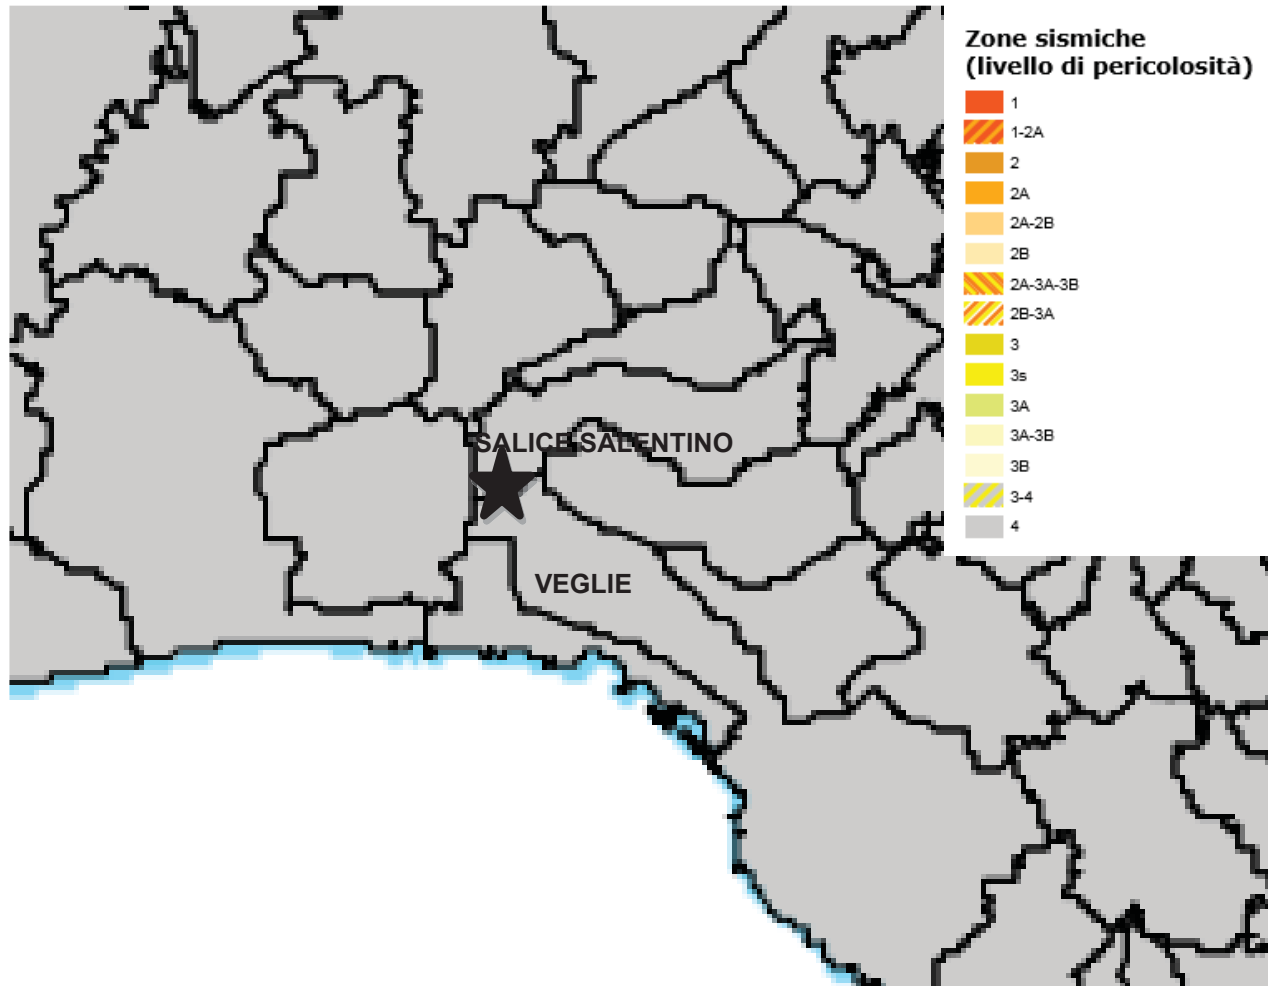 Zone sismiche
(livello di pericolosità)
1
1-2A
2
2A
2A-2B
2B
2A-3A-3B
2B-3A
3
3s
3A
3A-3B
3B
3-4
4
SALICE SALENTINO
VEGLIE